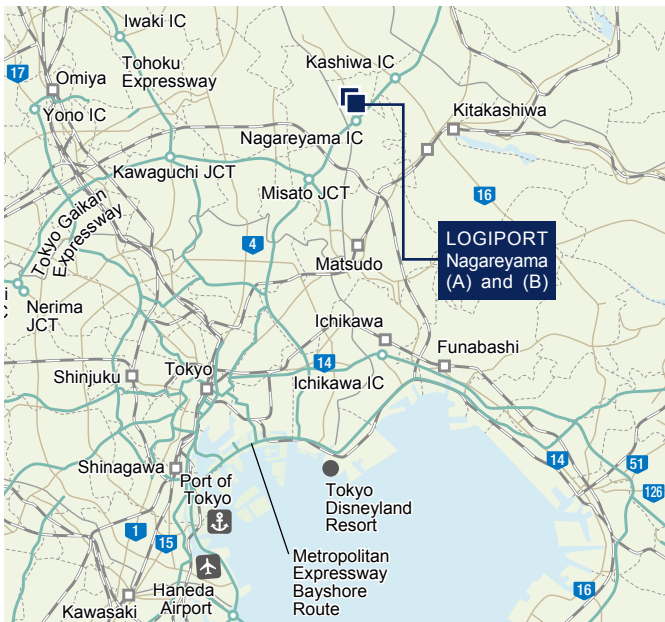 Iwaki IC
17
Tohoku
Expressway
Kashiwa IC
Omiya
Yono IC
Kitakashiwa
Nagareyama IC
Kawaguchi JCT
Misato JCT
16
Tokyo Gaikan
Expressway
4
LOGIPORT
Nagareyama
(A) and (B)
Matsudo
Nerima
JCT
Ichikawa
Funabashi
14
Shinjuku
Tokyo
Ichikawa IC
Shinagawa
Port of
Tokyo
14
51
126
Tokyo
Disneyland
Resort
1
15
Metropolitan
Expressway
Bayshore
Route
Haneda
Airport
16
Kawasaki